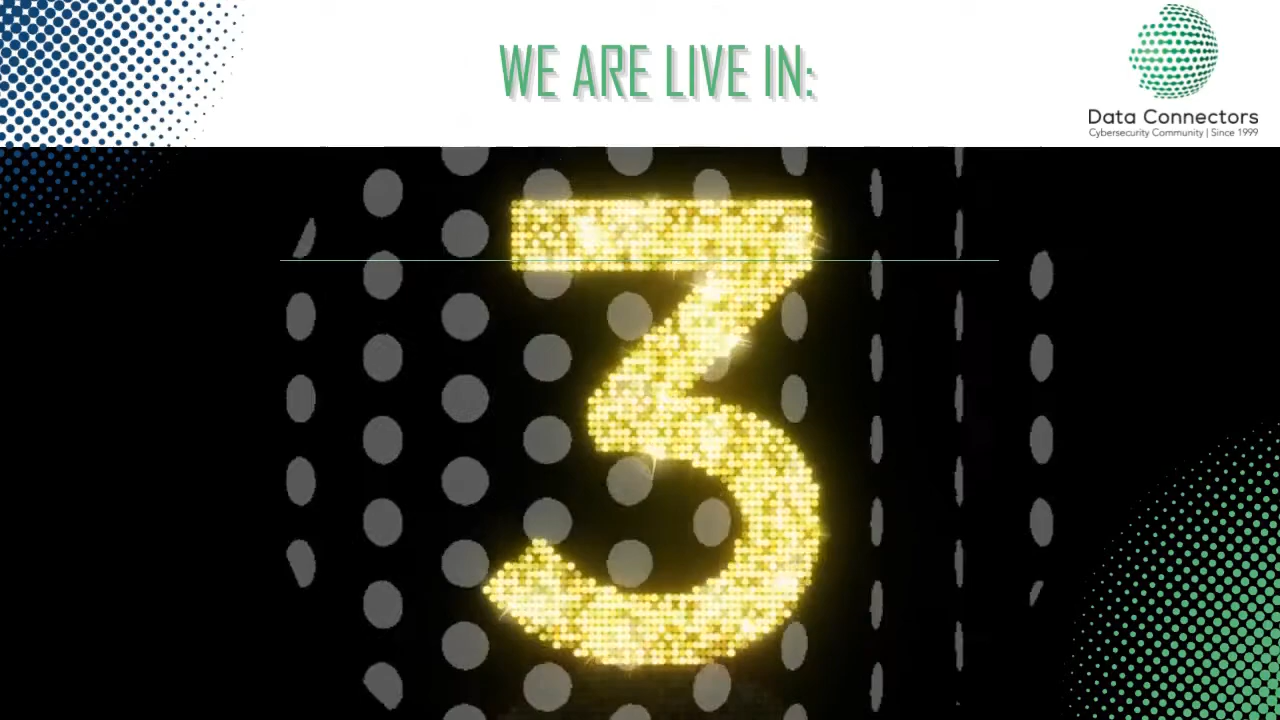 WE ARE LIVE IN:
Data Connectors
Cybersecurity Community | Since 1999
3